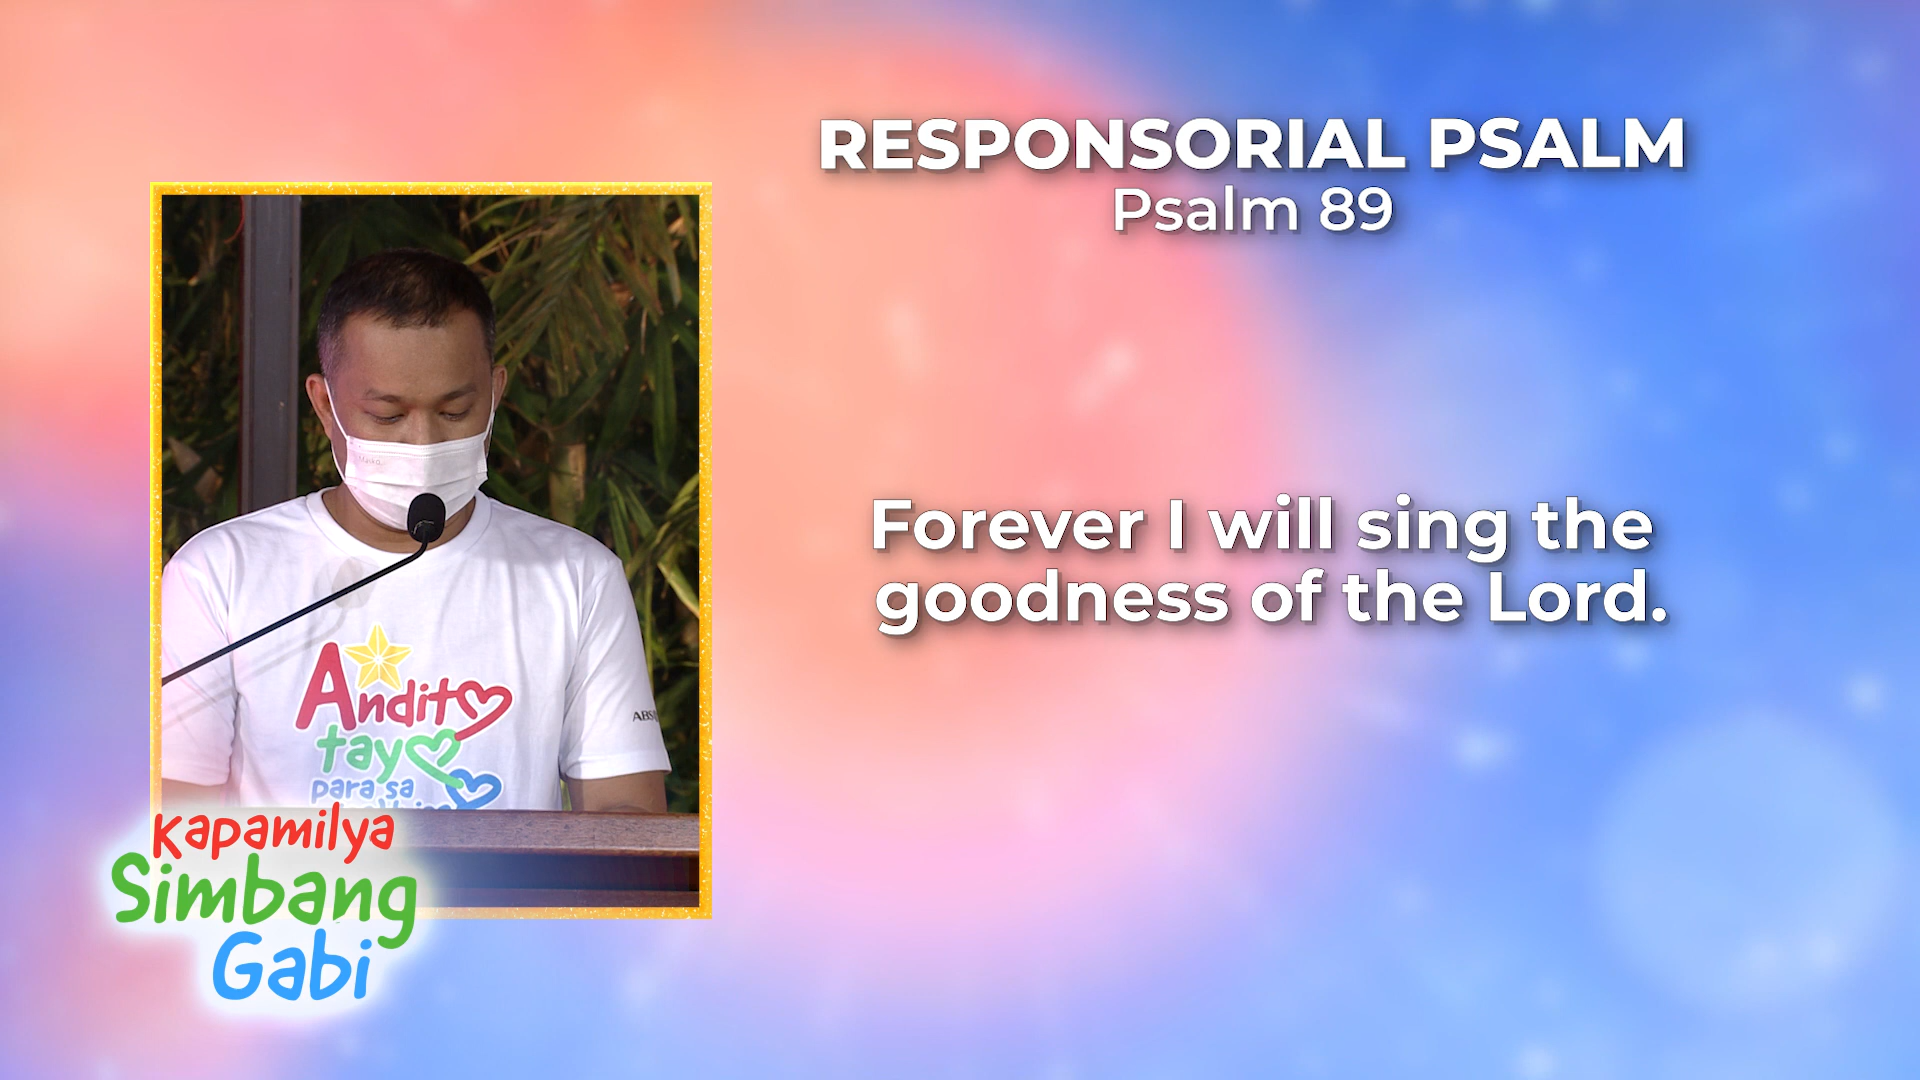 RESPONSORIAL PSALM
Psalm 89
Forever I will sing the
goodness of the Lord.
Andito
tayo
para sa
Kapamilya
Simbang
Gabi